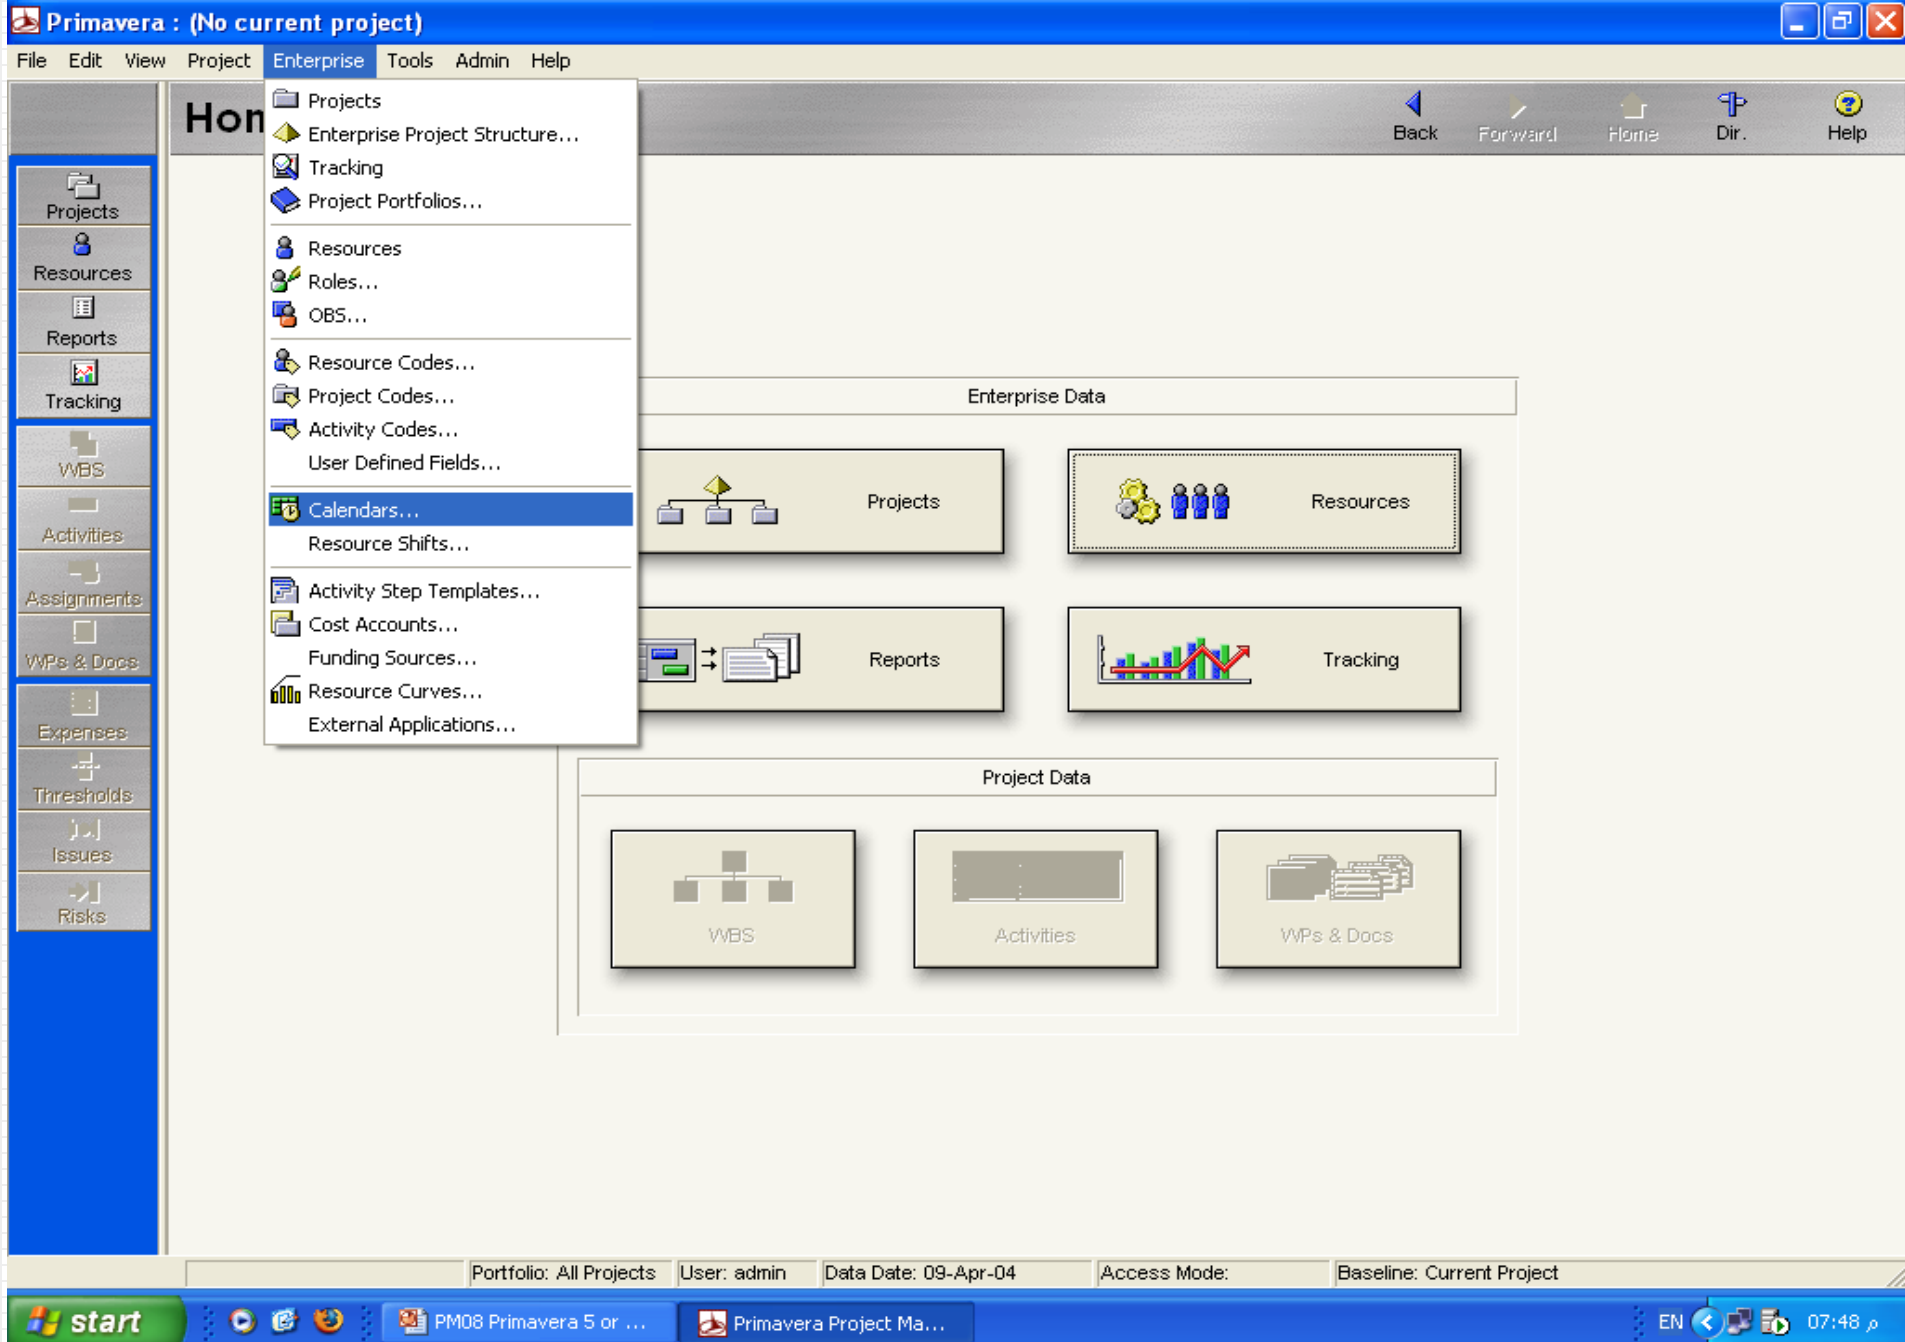 Primavera : (No current project)
File Edit View Project Enterprise Tools Admin Help
Hon
Back Forward Home Dir. Help
Projects
Resources
Reports
Tracking
WBS
Activities
Assignments
WPs & Docs
Expenses
Thresholds
Issues
Risks
Projects
Enterprise Project Structure...
Tracking
Project Portfolios...
Resources
Roles...
OBS...
Resource Codes...
Project Codes...
Activity Codes...
User Defined Fields...
Calendars...
Resource Shifts...
Activity Step Templates...
Cost Accounts...
Funding Sources...
Resource Curves...
External Applications...
Enterprise Data
Projects Resources
Reports Tracking
Project Data
WBS Activities WPs & Docs
Portfolio: All Projects User: admin Data Date: 09-Apr-04 Access Mode: Baseline: Current Project
start PM08 Primavera 5 or ... Primavera Project Ma... EN 07:48 م